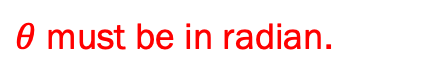 θ must be in radian.